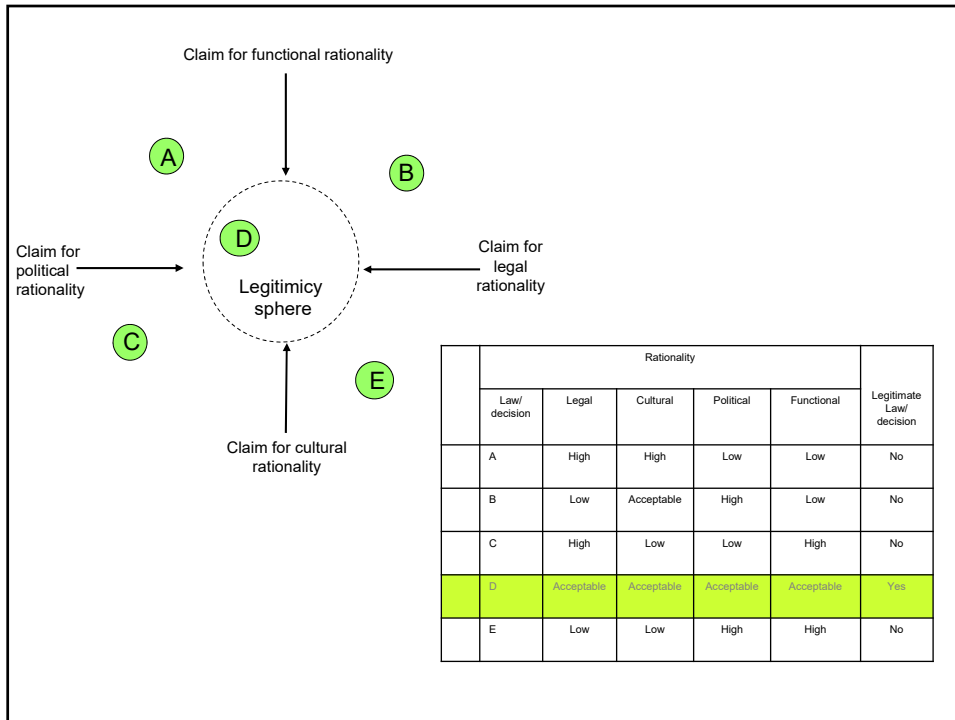 Claim for functional rationality
A
B
D
Claim for
political
rationality
Claim for
legal
rationality
Legitimicy
sphere
C
E
Claim for cultural
rationality
Rationality
Legitimate
Law/
decision
Law/
decision
Legal
Cultural
Political
Functional
A High High Low Low No
B Low Acceptable High Low No
C High Low Low High No
D Acceptable Acceptable Acceptable Acceptable Yes
E Low Low High High No